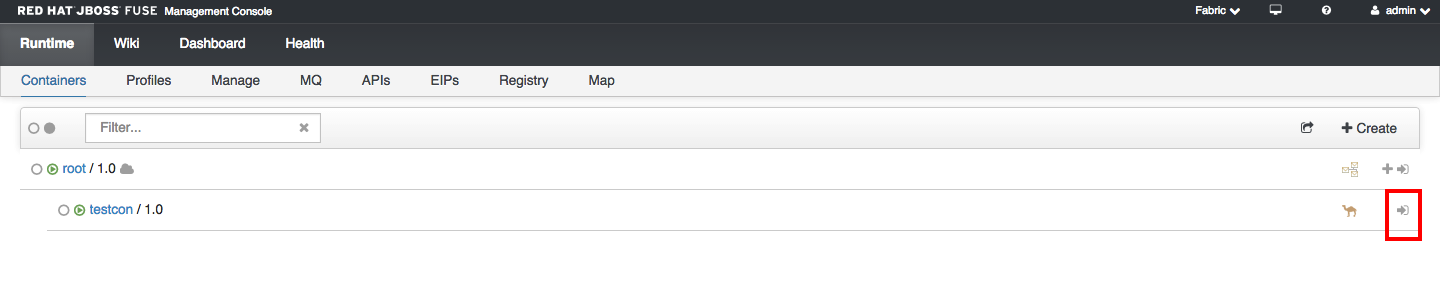 RED HAT JBOSS FUSE Management Console Fabric admin
Runtime Wiki Dashboard Health
Containers Profiles Manage MQ APIs EIPs Registry Map
Filter... Create
root / 1.0
testcon / 1.0